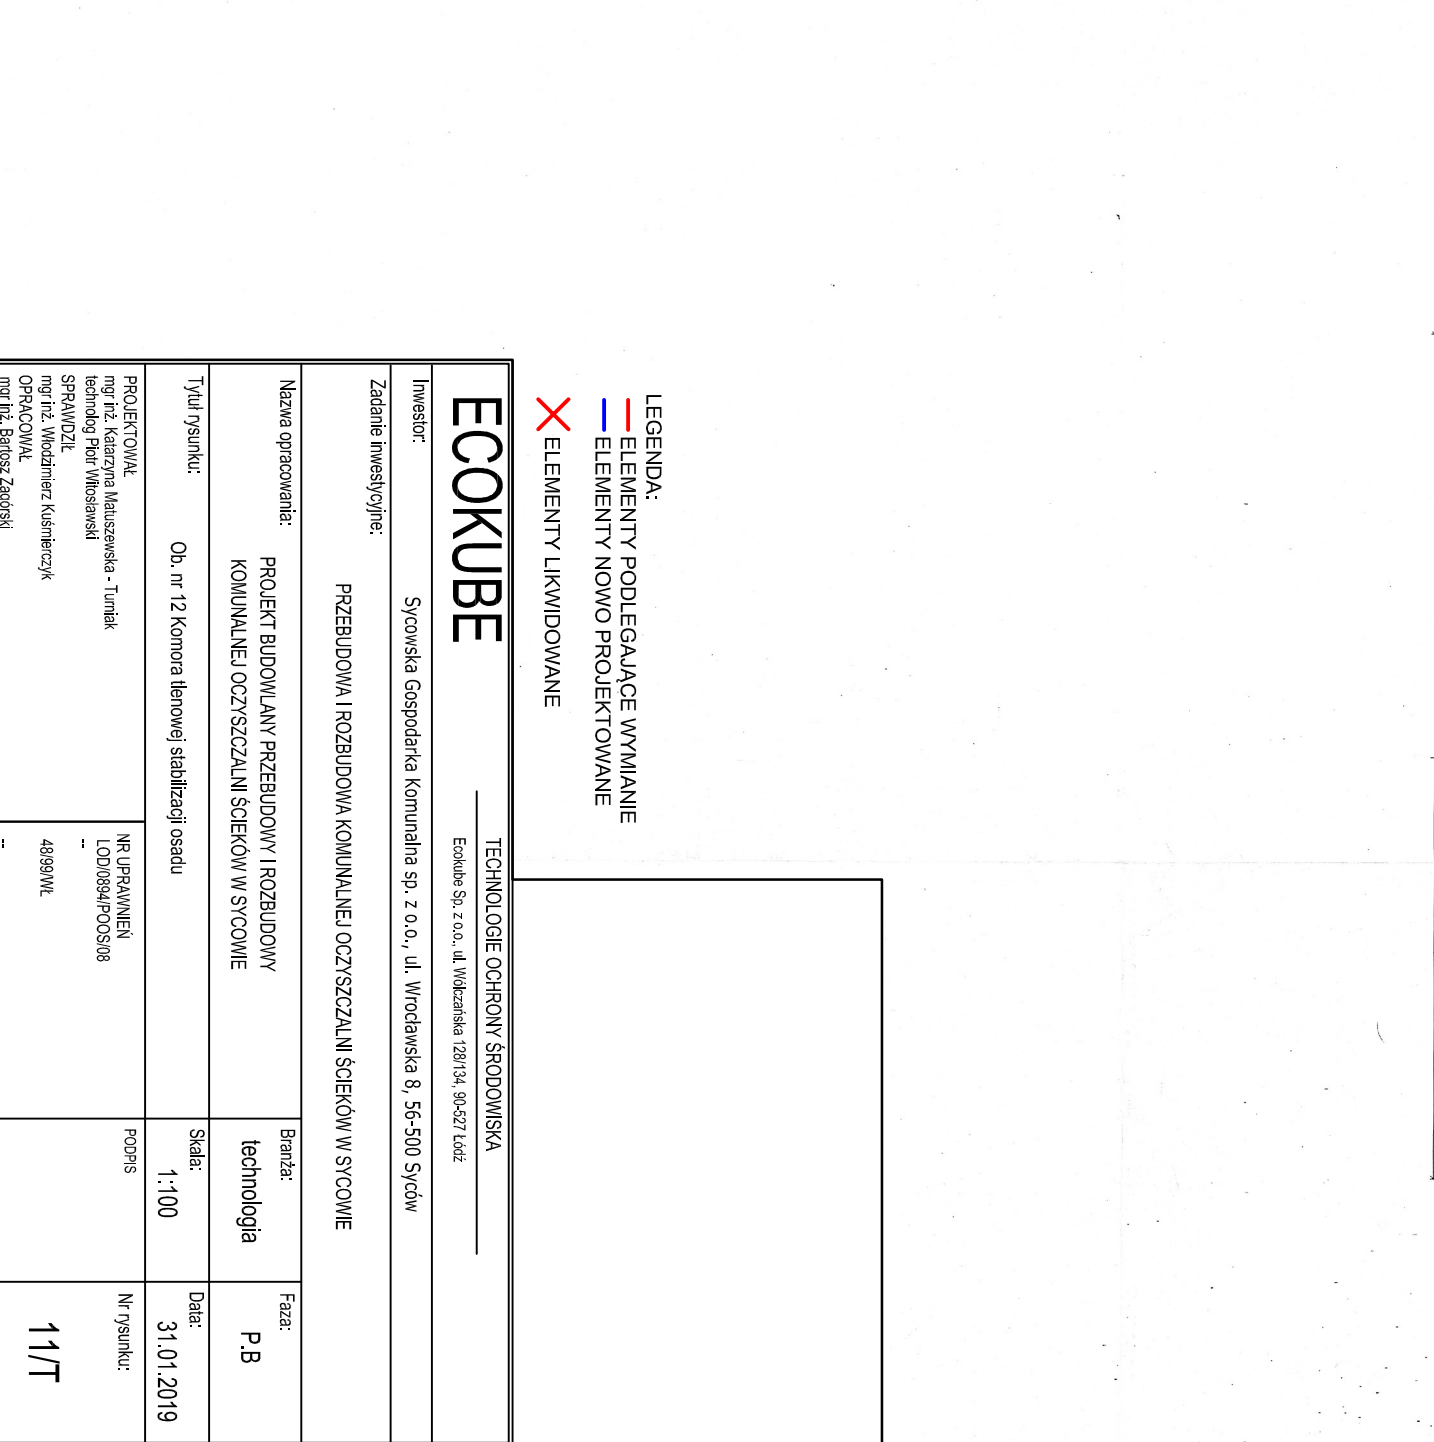 LEGENDA:
ELEMENTY PODLEGAJĄCE WYMIANIE
ELEMENTY NOWO PROJEKTOWANE
ELEMENTY LIKWIDOWANE
ECOKUBE
TECHNOLOGIE OCHRONY ŚRODOWISKA
Ecokube Sp. z o.o., ul. Wólczańska 128/134, 90-527 Łódź
Inwestor:
Sycowska Gospodarka Komunalna sp. z o.o., ul. Wrocławska 8, 56-500 Syców
Zadanie inwestycyjne:
PRZEBUDOWA I ROZBUDOWA KOMUNALNEJ OCZYSZCZALNI ŚCIEKÓW W SYCOWIE
Nazwa opracowania:
PROJEKT BUDOWLANY PRZEBUDOWY I ROZBUDOWY
KOMUNALNEJ OCZYSZCZALNI ŚCIEKÓW W SYCOWIE
Branża:
technologia
Faza:
P.B
Tytuł rysunku:
Ob. nr 12 Komora tlenowej stabilizacji osadu
Skala:
1:100
Data:
31.01.2019
PROJEKTOWAŁ
mgr inż. Katarzyna Matuszewska - Turniak
technolog Piotr Witosławski
SPRAWDZIŁ
mgr inż. Włodzimierz Kuśmierczyk
OPRACOWAŁ
mgr inż. Bartosz Zagórski
NR UPRAWNIEŃ
LOD/0894/POOS/08
--
48/99/WŁ
--
PODPIS
Nr rysunku:
11/T